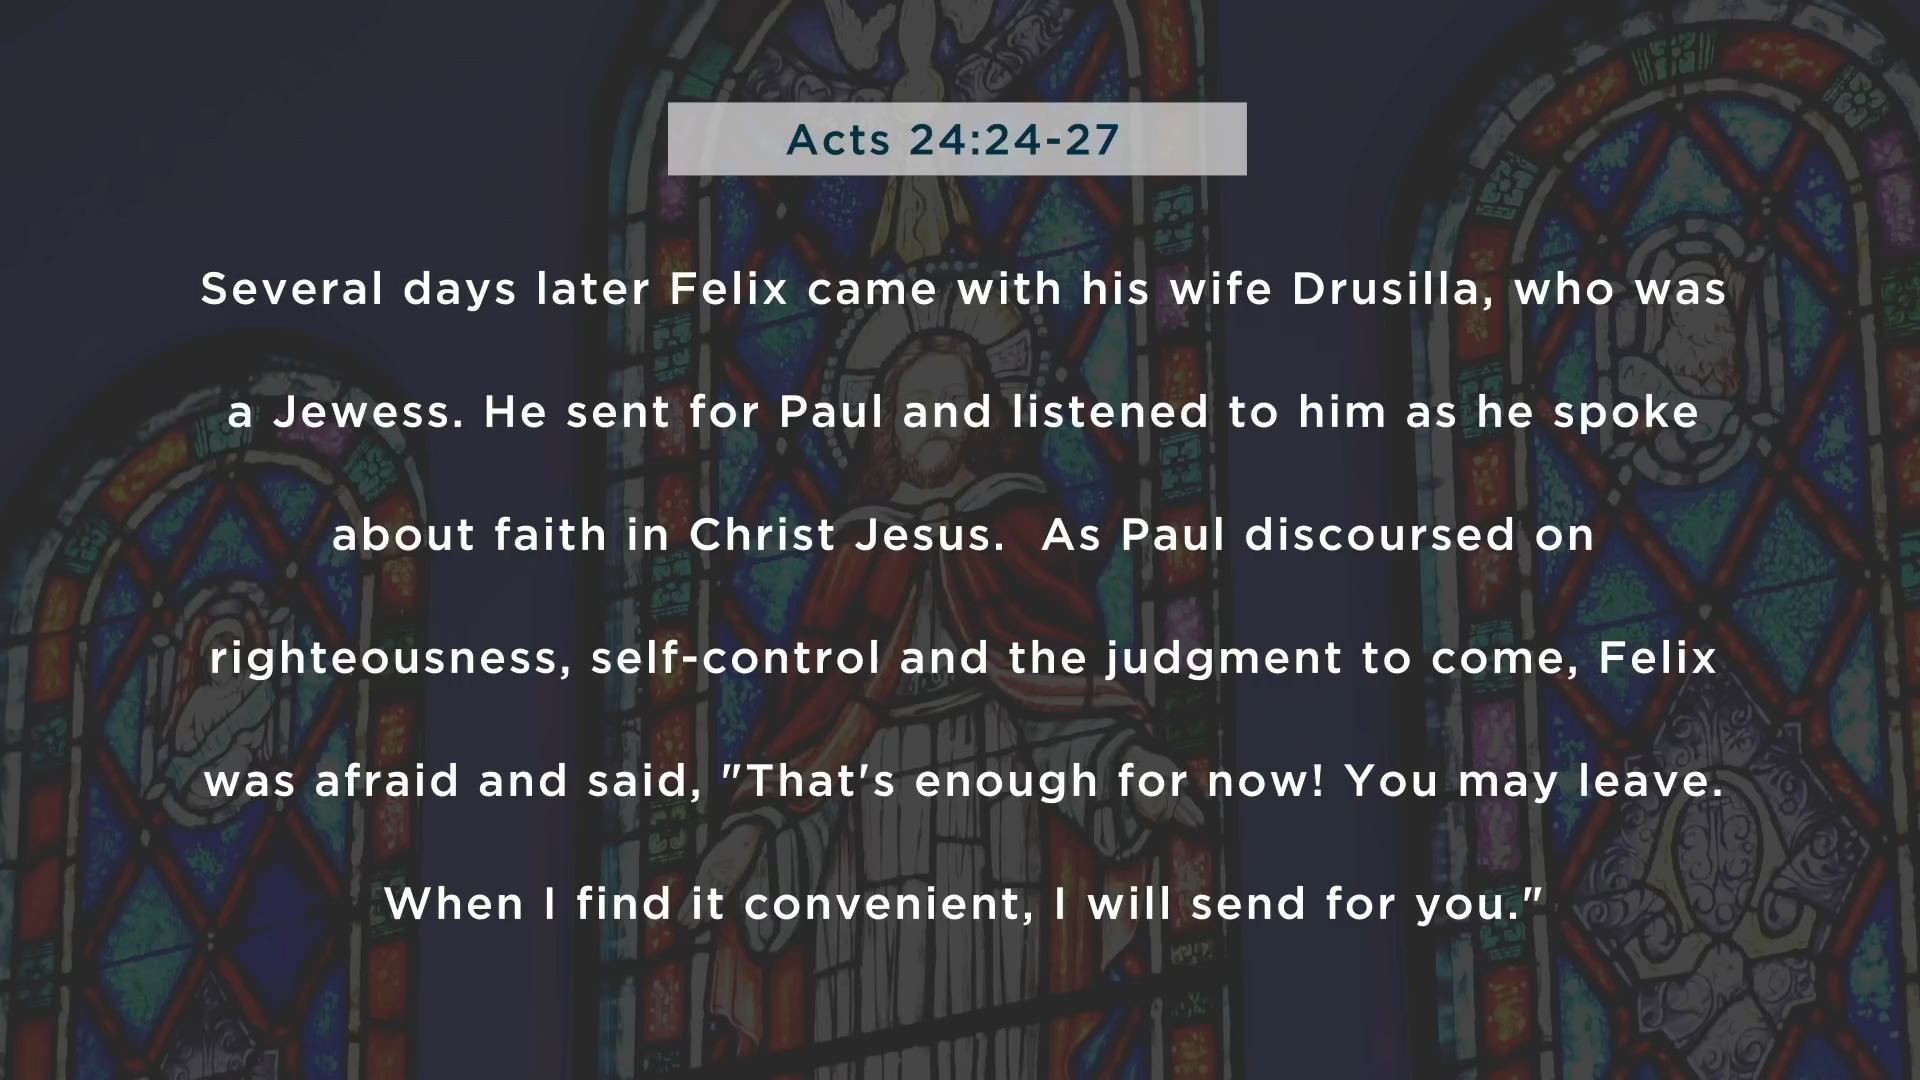 Acts 24:24-27
Several days later Felix came with his wife Drusilla, who was
a Jewess. He sent for Paul and listened to him as he spoke
about faith in Christ Jesus.  As Paul discoursed on
righteousness, self-control and the judgment to come, Felix
was afraid and said, "That's enough for now! You may leave.
When I find it convenient, I will send for you."